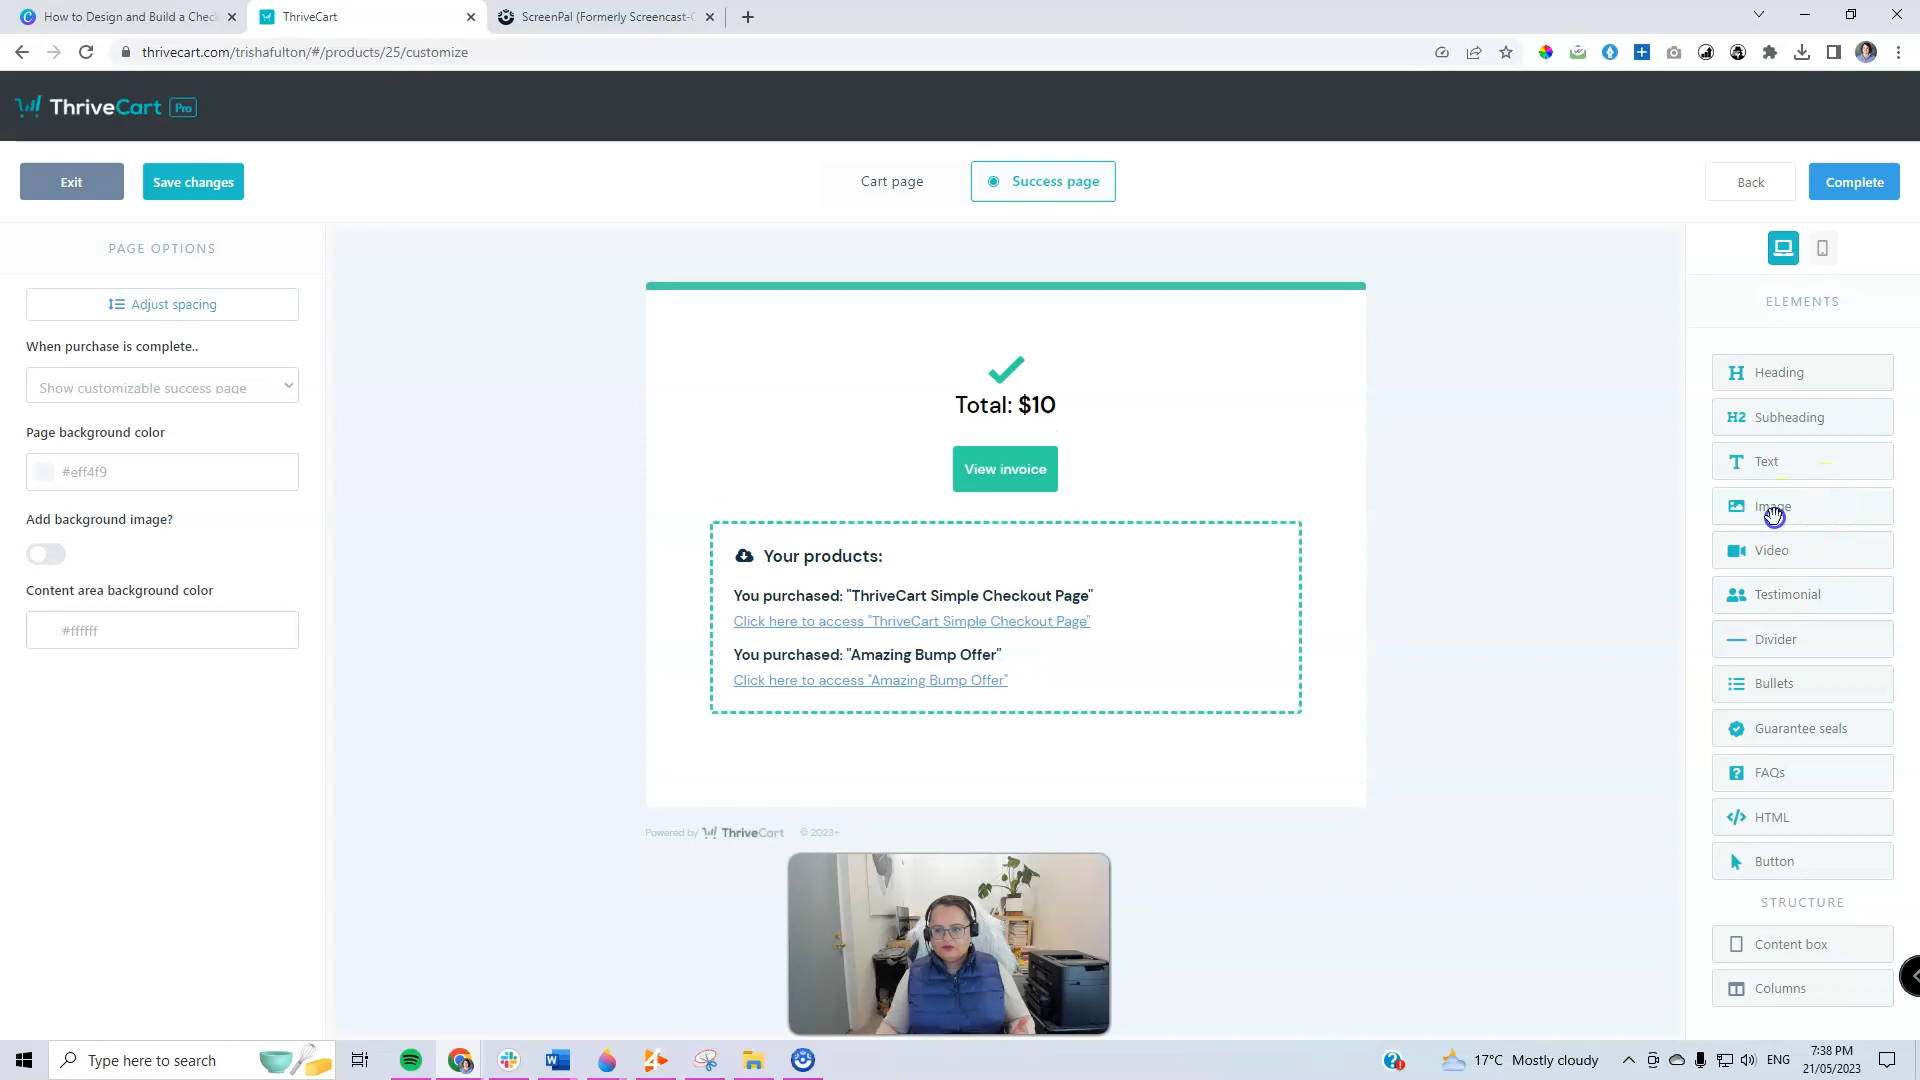 How to Design and Build a Check
ThriveCart
ScreenPal (Formerly Screencast-O
thrivecart.com/trishafulton/#/products/25/customize
ThriveCart Pro
Exit
Save changes
Cart page
Success page
Back
Complete
PAGE OPTIONS
Adjust spacing
When purchase is complete..
Show customizable success page
Page background color
#eff4f9
Add background image?
Content area background color
#ffffff
Total: $10
View invoice
Your products:
You purchased: "ThriveCart Simple Checkout Page"
Click here to access "ThriveCart Simple Checkout Page"
You purchased: "Amazing Bump Offer"
Click here to access "Amazing Bump Offer"
Powered by ThriveCart © 2023+
ELEMENTS
H Heading
H2 Subheading
T Text
Image
Video
Testimonial
Divider
Bullets
Guarantee seals
? FAQs
</> HTML
Button
STRUCTURE
Content box
Columns
Type here to search
17°C Mostly cloudy
ENG
7:38 PM
21/05/2023